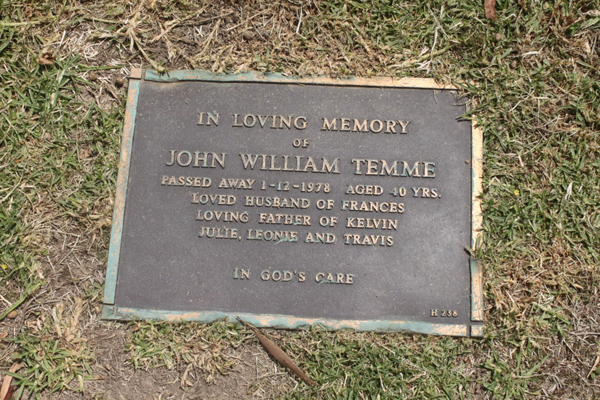 IN LOVING MEMORY
OF
JOHN WILLIAM TEMME
PASSED AWAY 1-12-1978 AGED 40 YRS.
LOVED HUSBAND OF FRANCES
LOVING FATHER OF KELVIN
JULIE, LEONIE AND TRAVIS
IN GOD'S CARE
H 238